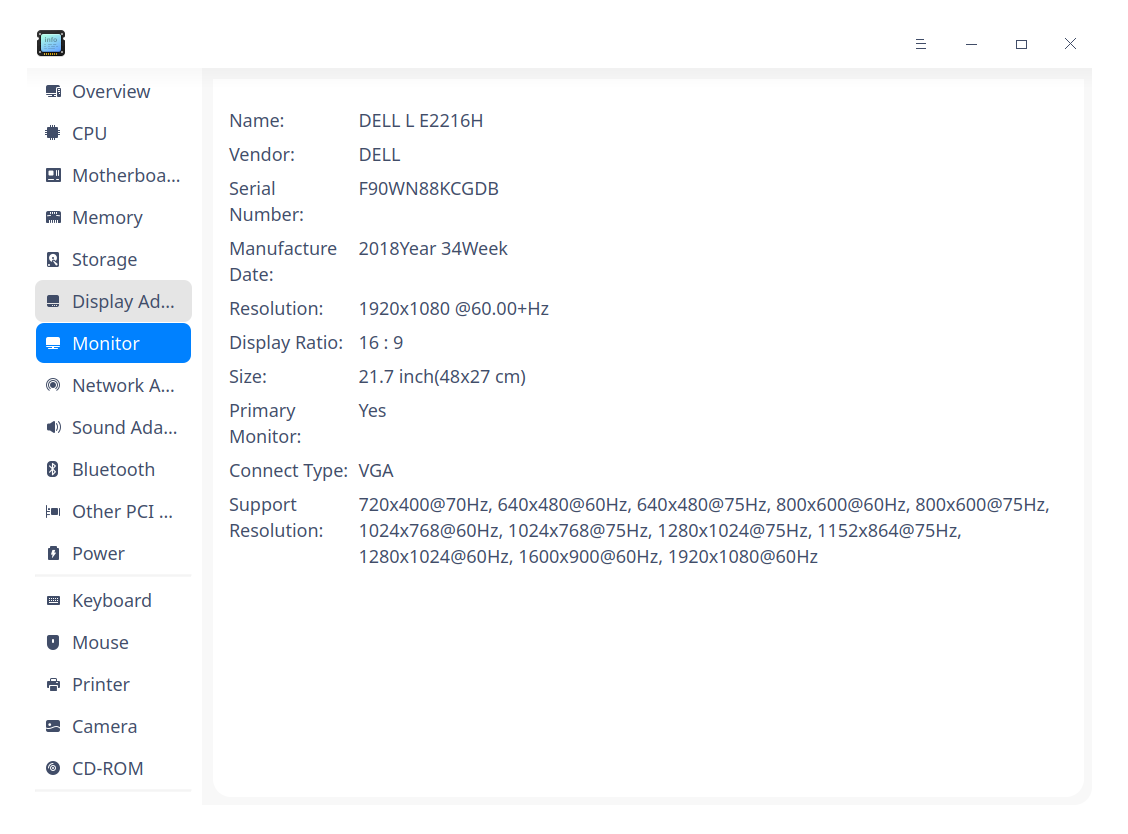 Overview
CPU
Motherboa...
Memory
Storage
Display Ad...
Monitor
Network A...
Sound Ada...
Bluetooth
Other PCI ...
Power
Keyboard
Mouse
Printer
Camera
CD-ROM
Name: DELL L E2216H
Vendor: DELL
Serial F90WN88KCGDB
Number:
Manufacture 2018Year 34Week
Date:
Resolution: 1920x1080 @60.00+Hz
Display Ratio: 16 : 9
Size: 21.7 inch(48x27 cm)
Primary Yes
Monitor:
Connect Type: VGA
Support 720x400@70Hz, 640x480@60Hz, 640x480@75Hz, 800x600@60Hz, 800x600@75Hz,
Resolution: 1024x768@60Hz, 1024x768@75Hz, 1280x1024@75Hz, 1152x864@75Hz,
1280x1024@60Hz, 1600x900@60Hz, 1920x1080@60Hz